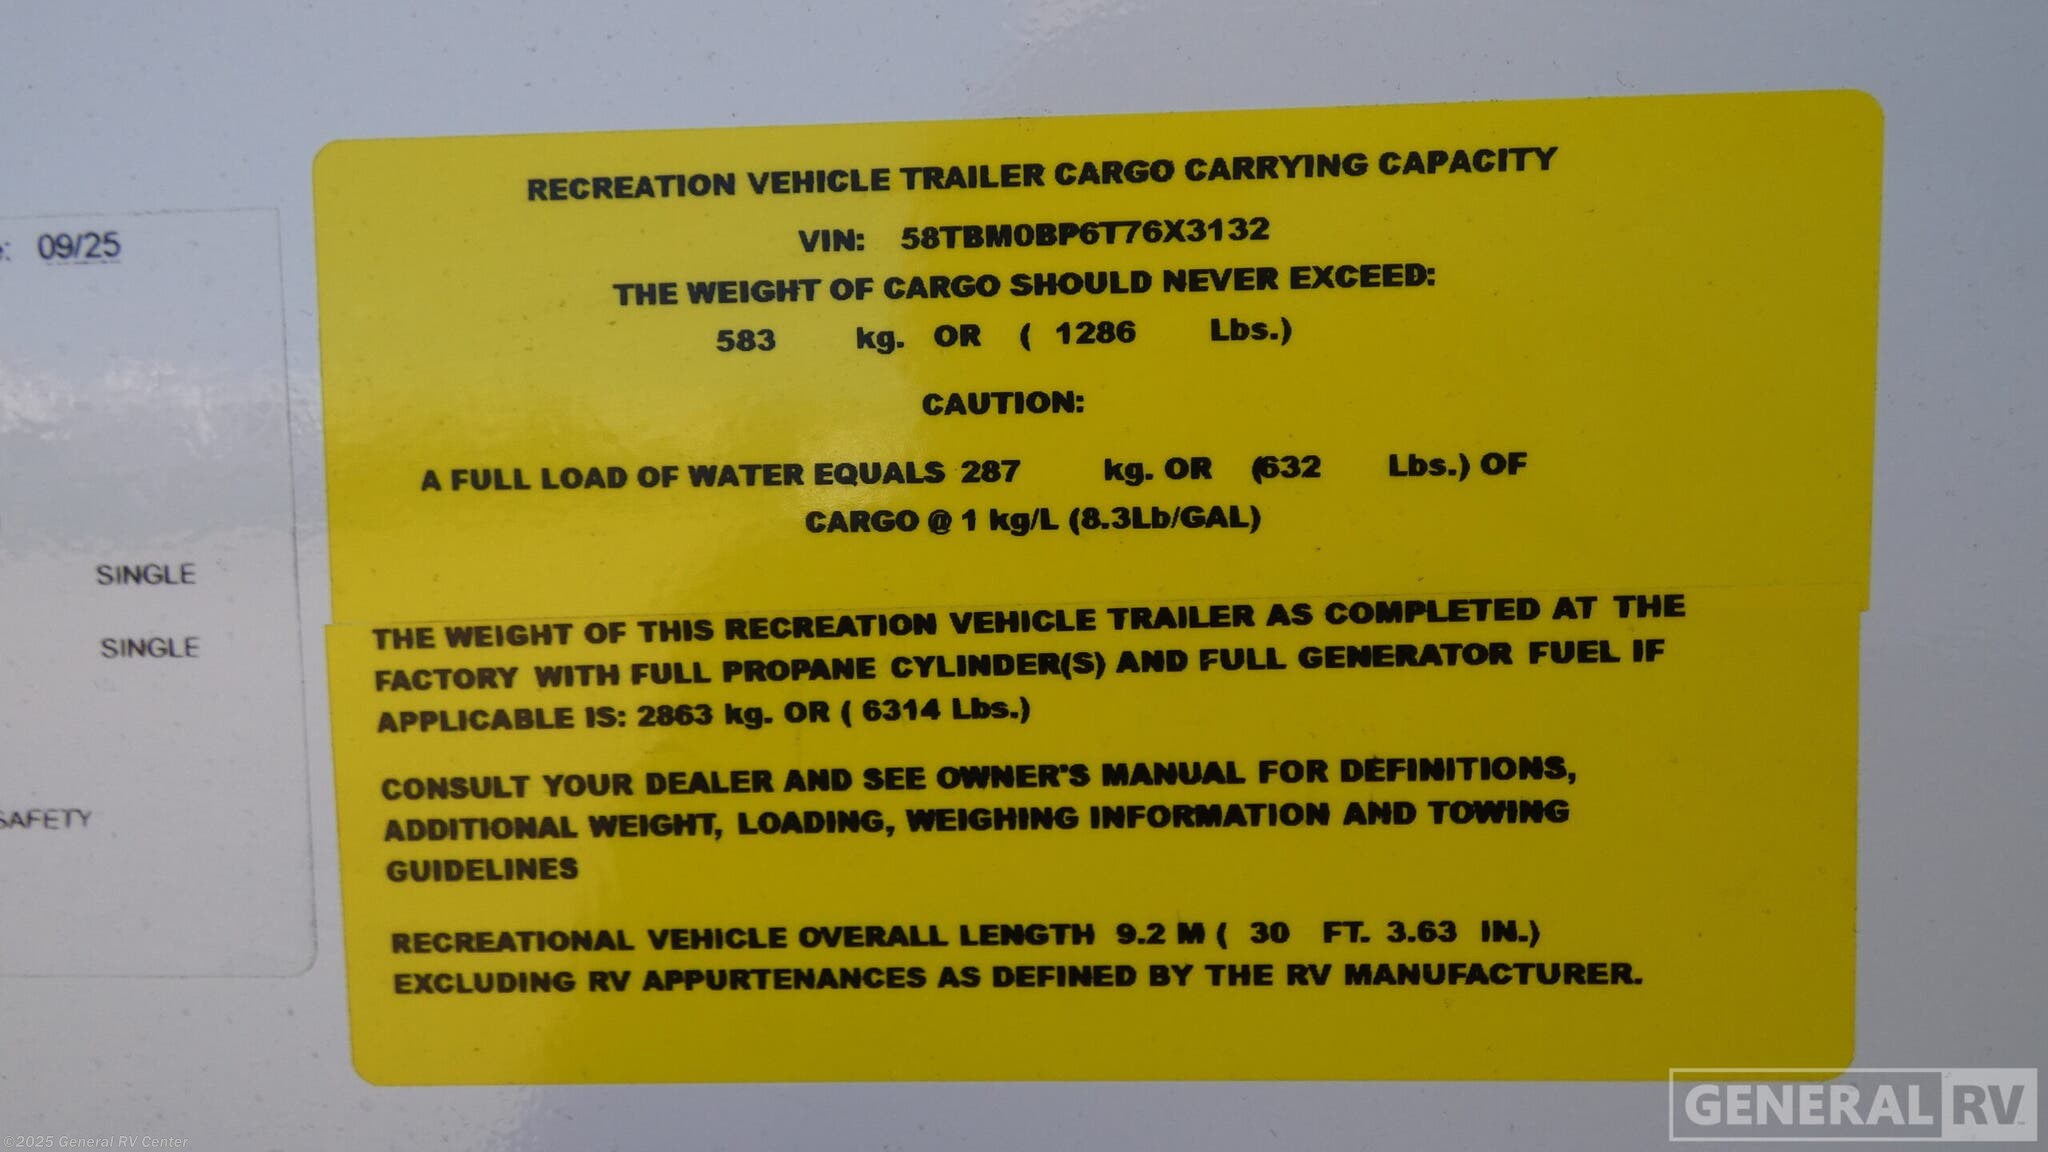 09/25
SINGLE
SINGLE
SAFETY
RECREATION VEHICLE TRAILER CARGO CARRYING CAPACITY
VIN: 58TBM0BP6T76X3132
THE WEIGHT OF CARGO SHOULD NEVER EXCEED:
583 kg. OR ( 1286 Lbs.)
CAUTION:
A FULL LOAD OF WATER EQUALS 287 kg. OR (632 Lbs.) OF
CARGO @ 1 kg/L (8.3Lb/GAL)
THE WEIGHT OF THIS RECREATION VEHICLE TRAILER AS COMPLETED AT THE
FACTORY WITH FULL PROPANE CYLINDER(S) AND FULL GENERATOR FUEL IF
APPLICABLE IS: 2863 kg. OR ( 6314 Lbs.)
CONSULT YOUR DEALER AND SEE OWNER'S MANUAL FOR DEFINITIONS,
ADDITIONAL WEIGHT, LOADING, WEIGHING INFORMATION AND TOWING
GUIDELINES
RECREATIONAL VEHICLE OVERALL LENGTH 9.2 M ( 30 FT. 3.63 IN.)
EXCLUDING RV APPURTENANCES AS DEFINED BY THE RV MANUFACTURER.
GENERAL RV
©2025 General RV Center